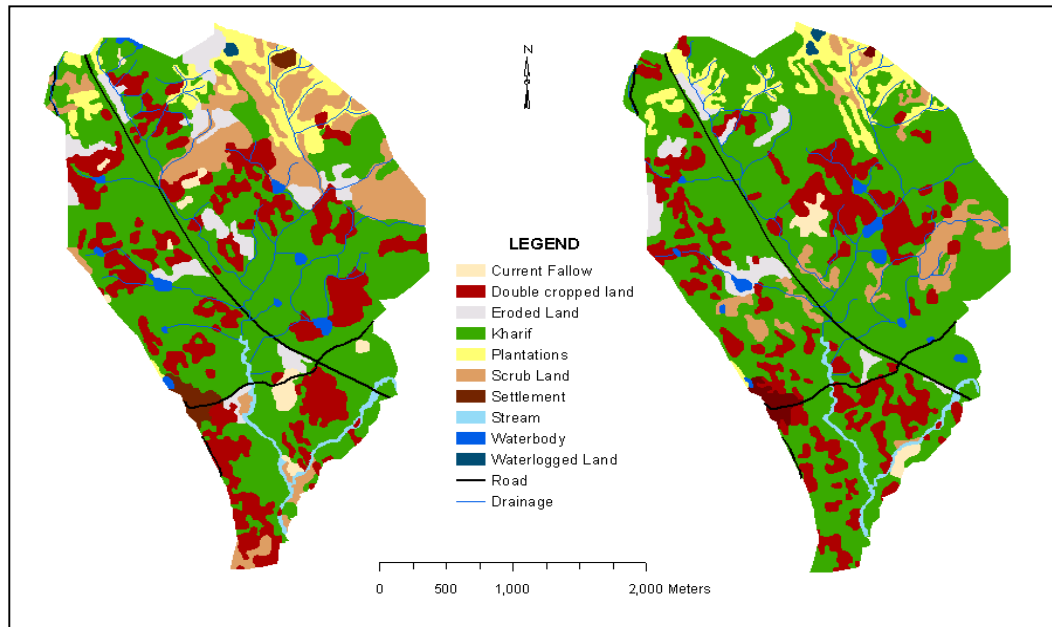 N
LEGEND
Current Fallow
Double cropped land
Eroded Land
Kharif
Plantations
Scrub Land
Settlement
Stream
Waterbody
Waterlogged Land
Road
Drainage
0 500 1,000 2,000 Meters